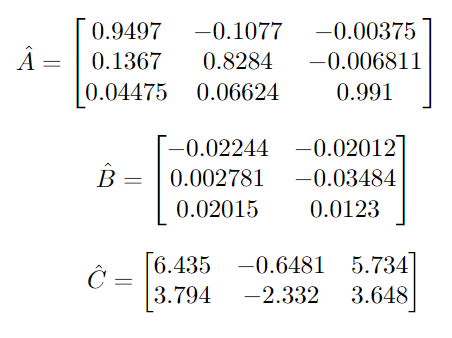 Â = [0.9497 −0.1077 −0.00375
0.1367 0.8284 −0.006811
0.04475 0.06624 0.991]
B̂ = [−0.02244 −0.02012
0.002781 −0.03484
0.02015 0.0123]
Ĉ = [6.435 −0.6481 5.734
3.794 −2.332 3.648]